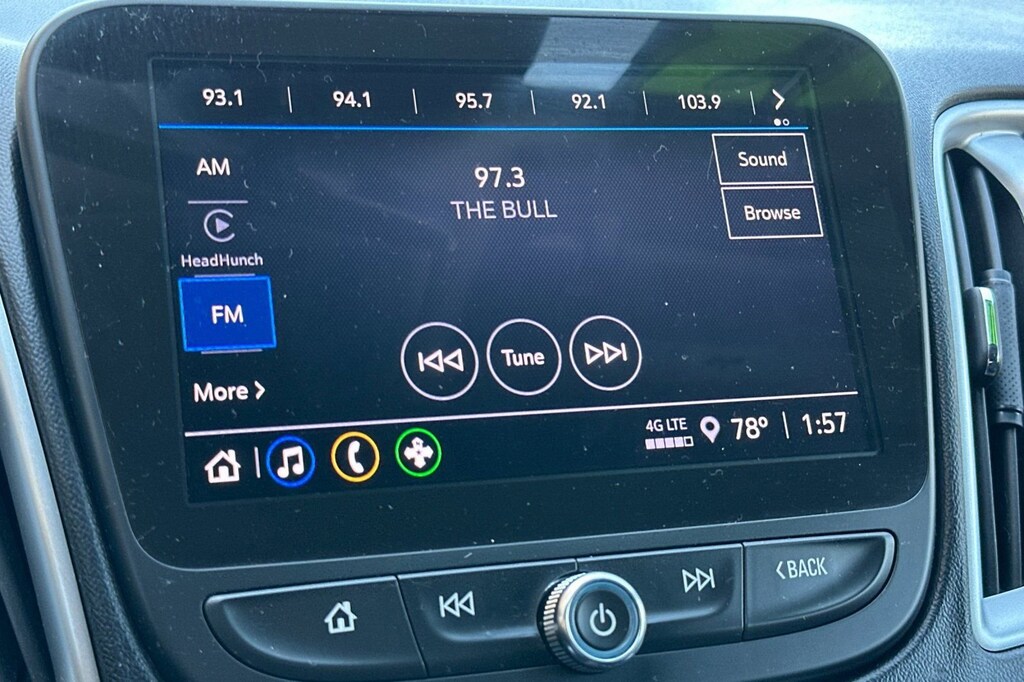 93.1 94.1 95.7 92.1 103.9
AM
97.3
THE BULL
Sound
Browse
HeadHunch
FM
Tune
More
4G LTE
78° 1:57
BACK